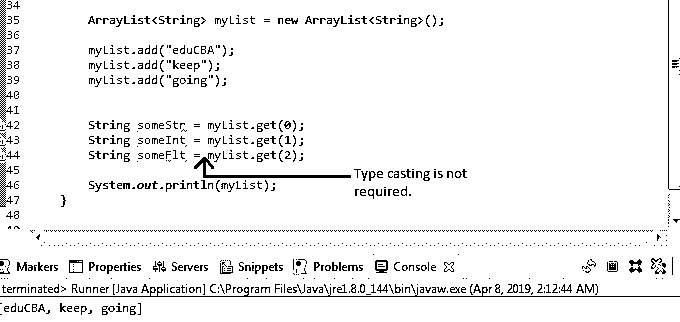 34
35 ArrayList<String> myList = new ArrayList<String>();
36
37 myList.add("eduCBA");
38 myList.add("keep");
39 myList.add("going");
40
41
42 String someStr = myList.get(0);
43 String someInt = myList.get(1);
44 String someFlt = myList.get(2);
45
46 System.out.println(myList);
Type casting is not
required.
47 }
48
49
Markers Properties Servers Snippets Problems Console
terminated> Runner [Java Application] C:\Program Files\Java\jre1.8.0_144\bin\javaw.exe (Apr 8, 2019, 2:12:44 AM)
[eduCBA, keep, going]